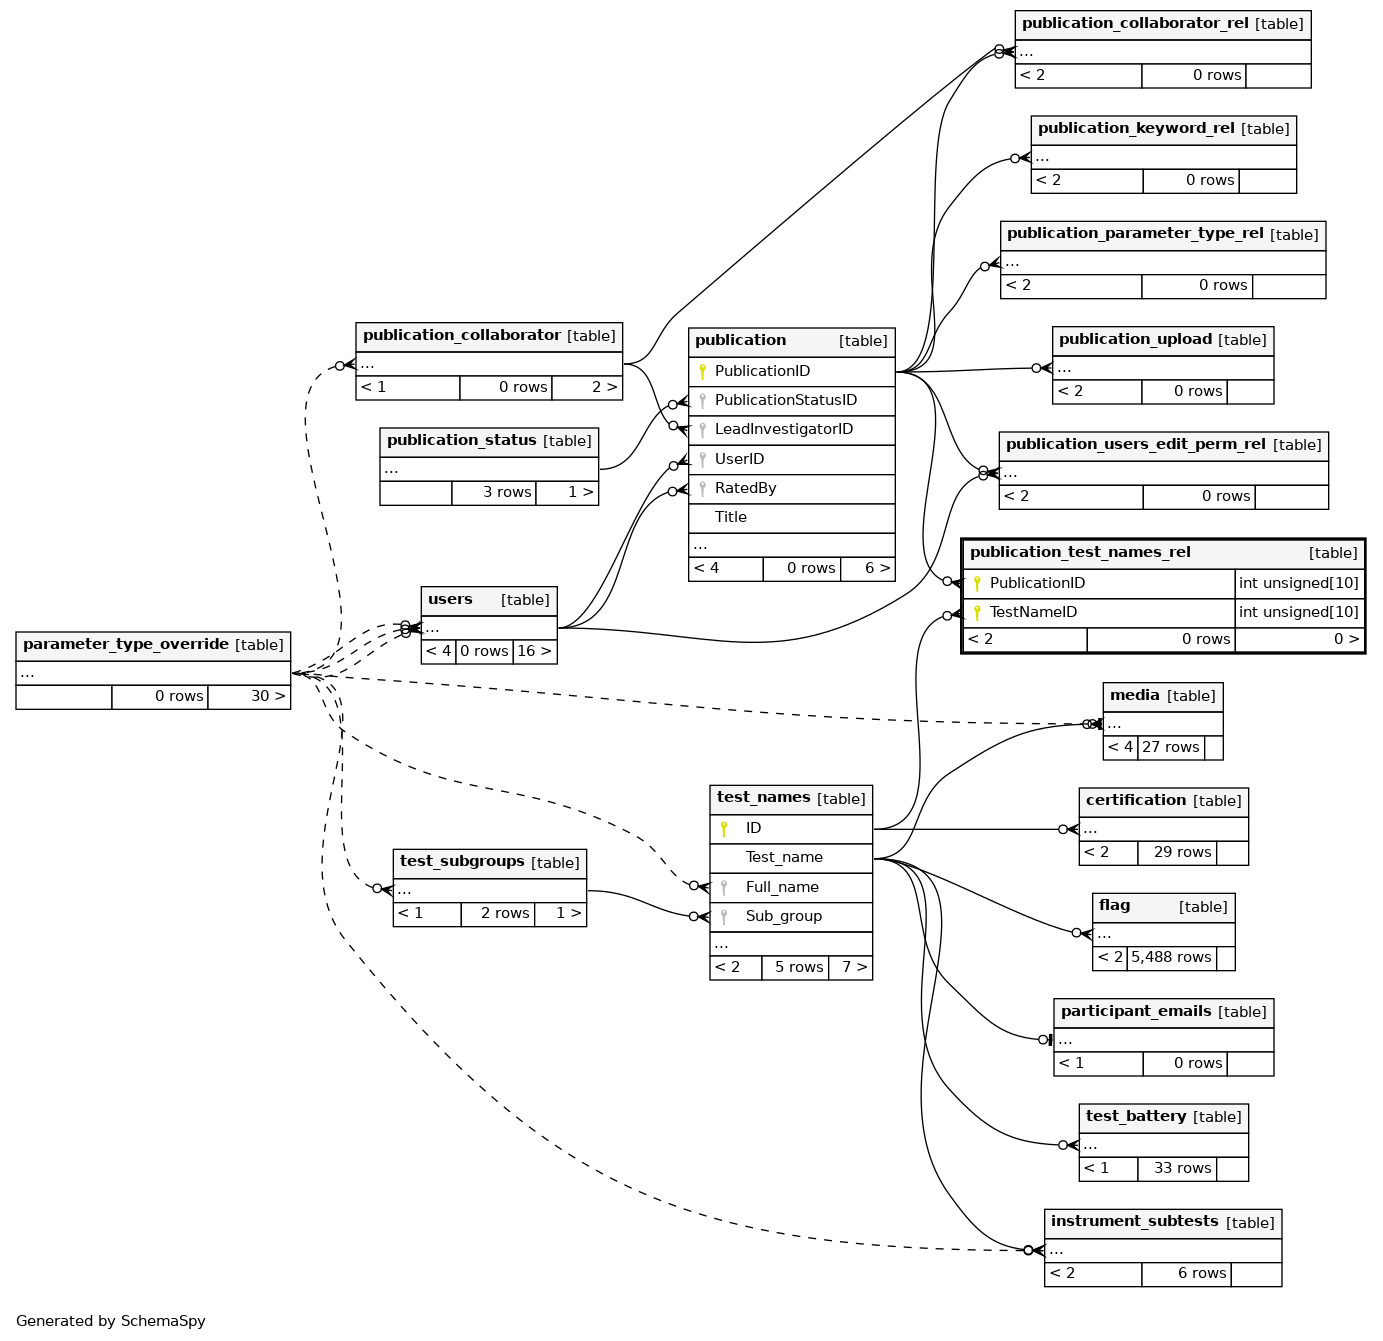 publication_collaborator_rel [table]
...
< 2 0 rows
publication_keyword_rel [table]
...
< 2 0 rows
publication_parameter_type_rel [table]
...
< 2 0 rows
publication_collaborator [table]
...
< 1 0 rows 2 >
publication [table]
PublicationID
PublicationStatusID
LeadInvestigatorID
UserID
RatedBy
Title
...
< 4 0 rows 6 >
publication_upload [table]
...
< 2 0 rows
publication_status [table]
...
3 rows 1 >
publication_users_edit_perm_rel [table]
...
< 2 0 rows
publication_test_names_rel [table]
PublicationID int unsigned[10]
TestNameID int unsigned[10]
< 2 0 rows 0 >
users [table]
...
< 4 0 rows 16 >
parameter_type_override [table]
...
0 rows 30 >
media [table]
...
< 4 27 rows
test_names [table]
ID
Test_name
Full_name
Sub_group
...
< 2 5 rows 7 >
certification [table]
...
< 2 29 rows
test_subgroups [table]
...
< 1 2 rows 1 >
flag [table]
...
< 2 5,488 rows
participant_emails [table]
...
< 1 0 rows
test_battery [table]
...
< 1 33 rows
instrument_subtests [table]
...
< 2 6 rows
Generated by SchemaSpy